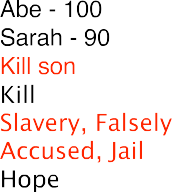 Abe - 100
Sarah - 90
Kill son
Kill
Slavery, Falsely
Accused, Jail
Hope